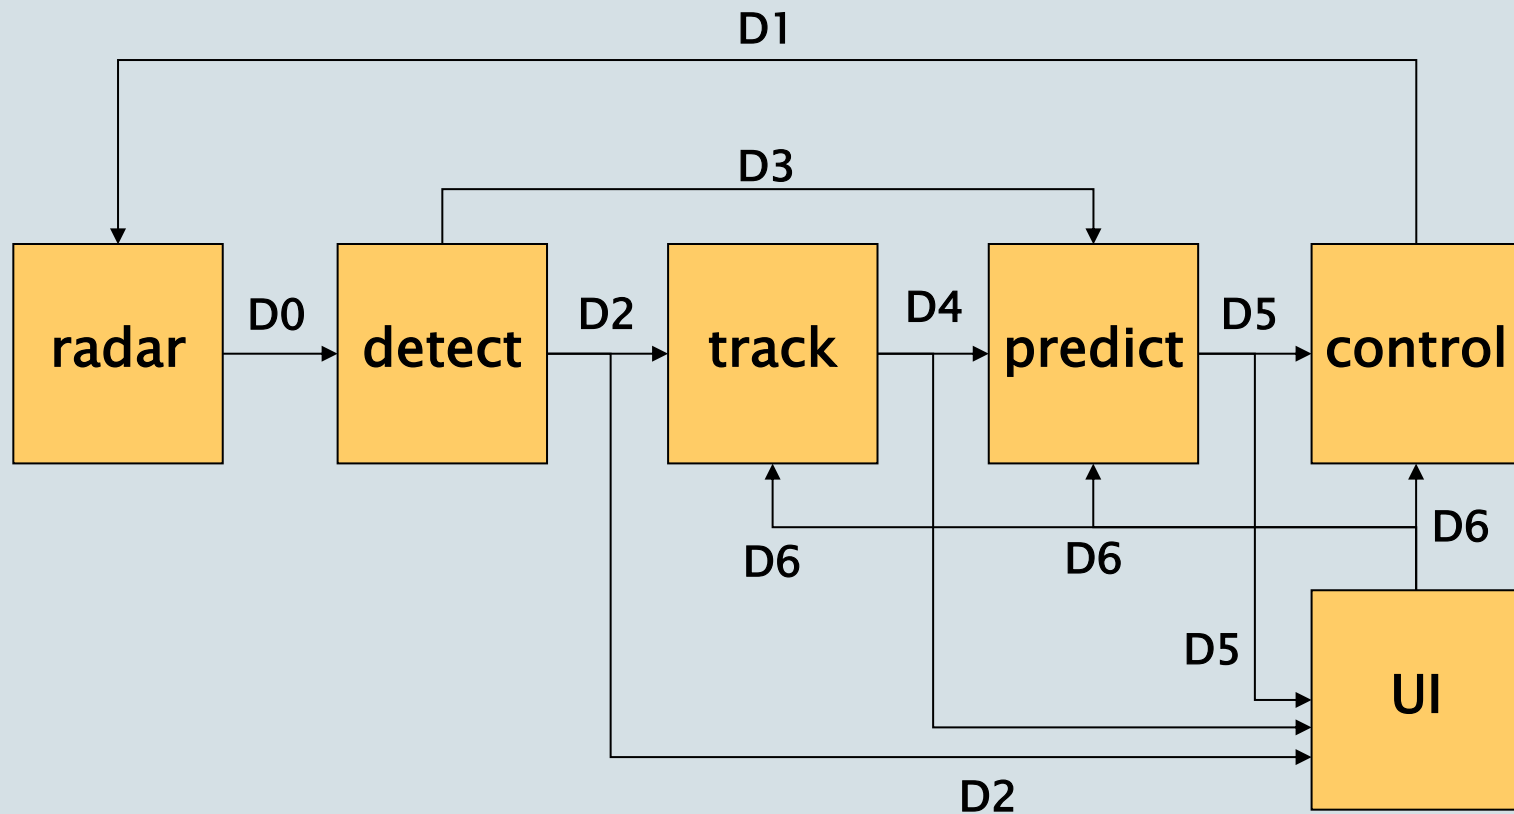 D1
D3
D0
D2
D4
D5
radar
detect
track
predict
control
D6
D6
D6
D5
UI
D2